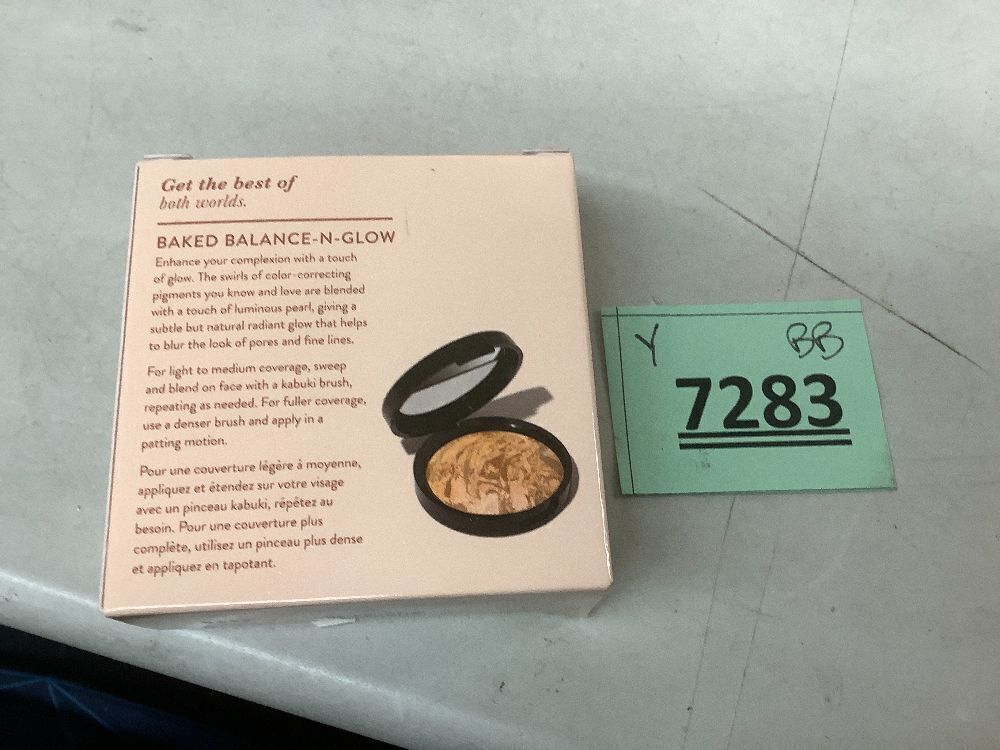 Get the best of
both worlds.
BAKED BALANCE-N-GLOW
Enhance your complexion with a touch
of glow. The swirls of color-correcting
pigments you know and love are blended
with a touch of luminous pearl, giving a
subtle but natural radiant glow that helps
to blur the look of pores and fine lines.
For light to medium coverage, sweep
and blend on face with a kabuki brush,
repeating as needed. For fuller coverage,
use a denser brush and apply in a
patting motion.
Pour une couverture légère à moyenne,
appliquez et étendez sur votre visage
avec un pinceau kabuki, répétez au
besoin. Pour une couverture plus
complète, utilisez un pinceau plus dense
et appliquez en tapotant.
Y BB
7283